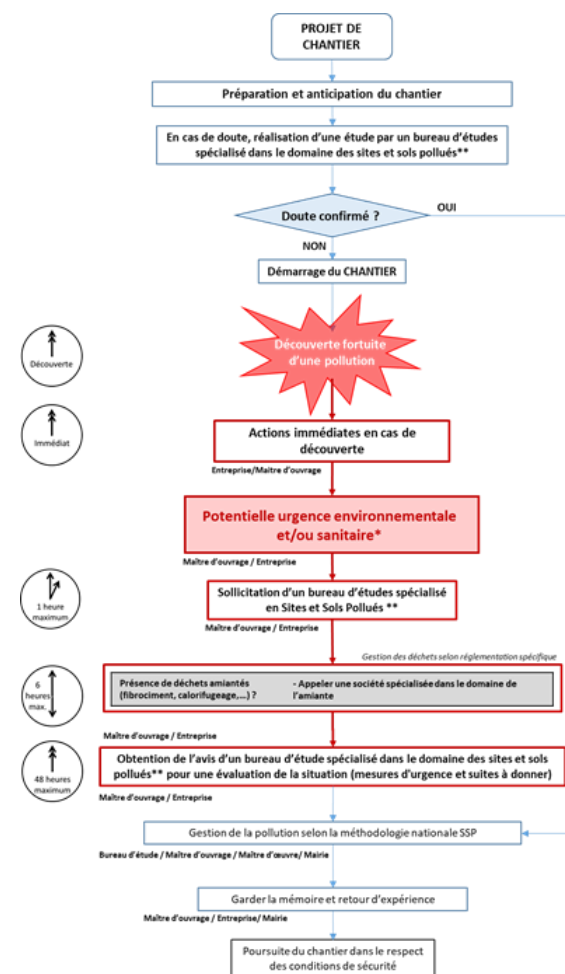 PROJET DE
CHANTIER
Préparation et anticipation du chantier
En cas de doute, réalisation d'une étude par un bureau d'études
spécialisé dans le domaine des sites et sols pollués**
Doute confirmé ?
OUI
NON
Démarrage du CHANTIER
Découverte fortuite
d'une pollution
Découverte
Immédiat
Actions immédiates en cas de
découverte
Entreprise/Maitre d'ouvrage
Potentielle urgence environnementale
et/ou sanitaire*
Maître d'ouvrage / Entreprise
1 heure
maximum
Sollicitation d'un bureau d'études spécialisé
en Sites et Sols Pollués **
Maître d'ouvrage / Entreprise
Gestion des déchets selon réglementation spécifique
6
heures
max.
Présence de déchets amiantés
(fibrociment, calorifugeage,...) ?
- Appeler une société spécialisée dans le domaine de
l'amiante
Maître d'ouvrage / Entreprise
48 heures
maximum
Obtention de l'avis d'un bureau d'étude spécialisé dans le domaine des sites et sols
pollués** pour une évaluation de la situation (mesures d'urgence et suites à donner)
Maître d'ouvrage / Entreprise
Gestion de la pollution selon la méthodologie nationale SSP
Bureau d'étude / Maître d'ouvrage / Maître d'œuvre/ Mairie
Garder la mémoire et retour d'expérience
Maître d'ouvrage / Entreprise/ Mairie
Poursuite du chantier dans le respect
des conditions de sécurité